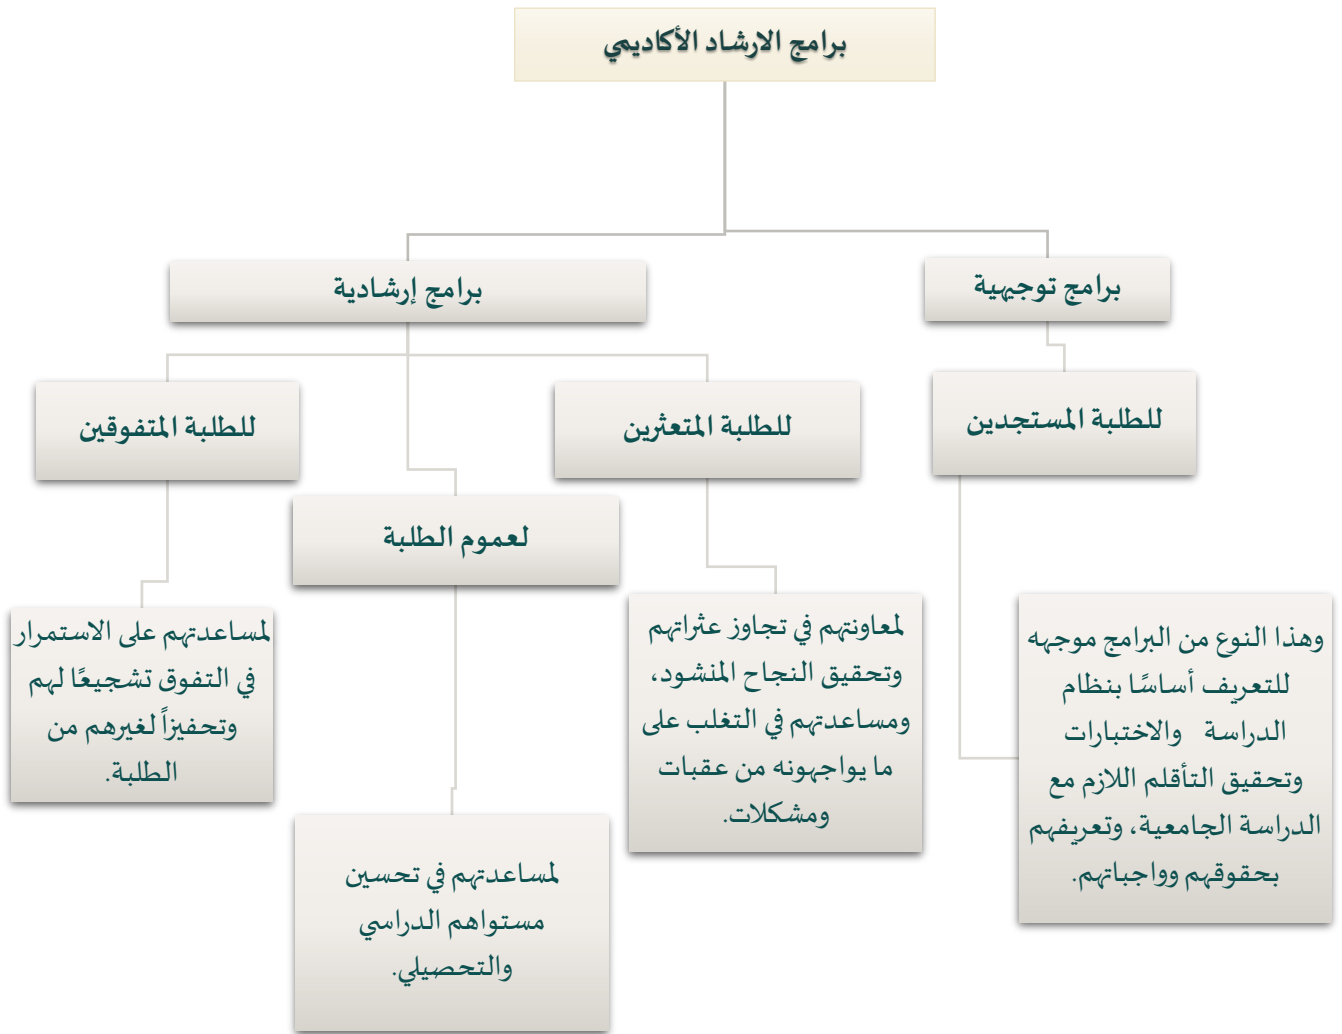 برامج الارشاد الأكاديمي
برامج توجيهية
برامج إرشادية
للطلبة المستجدين
للطلبة المتعثرين
للطلبة المتفوقين
لعموم الطلبة
وهذا النوع من البرامج موجهه
للتعريف أساسًا بنظام
الدراسة والاختبارات
وتحقيق التأقلم اللازم مع
الدراسة الجامعية، وتعريفهم
بحقوقهم وواجباتهم.
لمعاونتهم في تجاوز عثراتهم
وتحقيق النجاح المنشود،
ومساعدتهم في التغلب على
ما يواجهونه من عقبات
ومشكلات.
لمساعدتهم على الاستمرار
في التفوق تشجيعًا لهم
وتحفيزاً لغيرهم من
الطلبة.
لمساعدتهم في تحسين
مستواهم الدراسي
والتحصيلي.